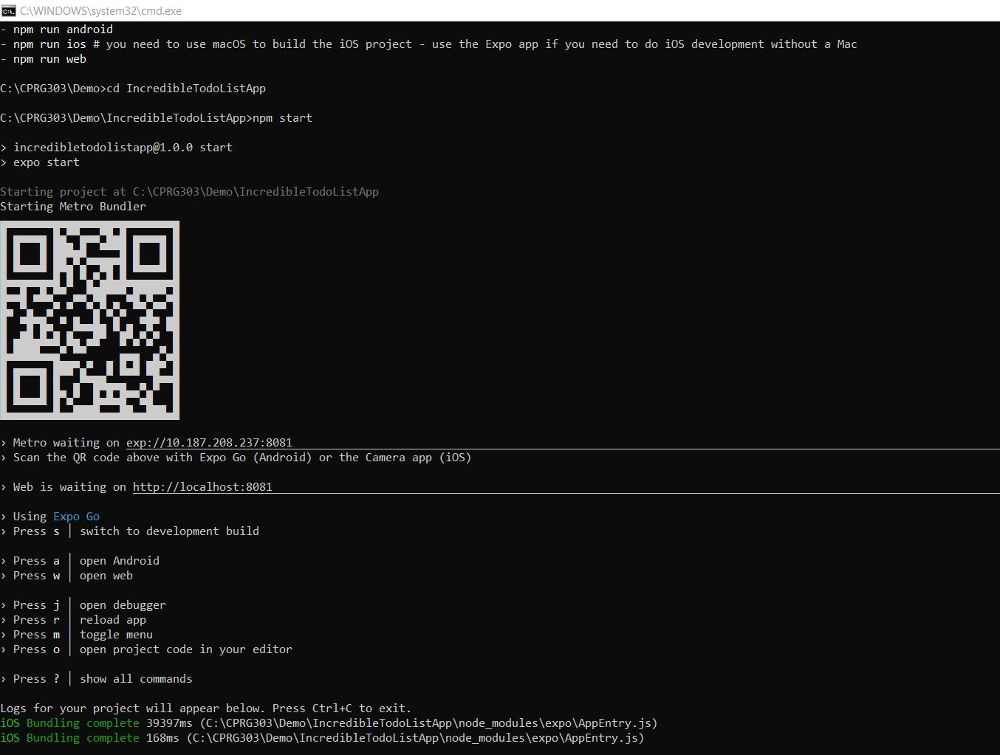 C:\WINDOWS\system32\cmd.exe
- npm run android
- npm run ios # you need to use macOS to build the iOS project - use the Expo app if you need to do iOS development without a Mac
- npm run web
C:\CPRG303\Demo>cd IncredibleTodoListApp
C:\CPRG303\Demo\IncredibleTodoListApp>npm start
> incredibletodolistapp@1.0.0 start
> expo start
Starting project at C:\CPRG303\Demo\IncredibleTodoListApp
Starting Metro Bundler
› Metro waiting on exp://10.187.208.237:8081
› Scan the QR code above with Expo Go (Android) or the Camera app (iOS)
› Web is waiting on http://localhost:8081
› Using Expo Go
› Press s │ switch to development build
› Press a │ open Android
› Press w │ open web
› Press j │ open debugger
› Press r │ reload app
› Press m │ toggle menu
› Press o │ open project code in your editor
› Press ? │ show all commands
Logs for your project will appear below. Press Ctrl+C to exit.
iOS Bundling complete 39397ms (C:\CPRG303\Demo\IncredibleTodoListApp\node_modules\expo\AppEntry.js)
iOS Bundling complete 168ms (C:\CPRG303\Demo\IncredibleTodoListApp\node_modules\expo\AppEntry.js)